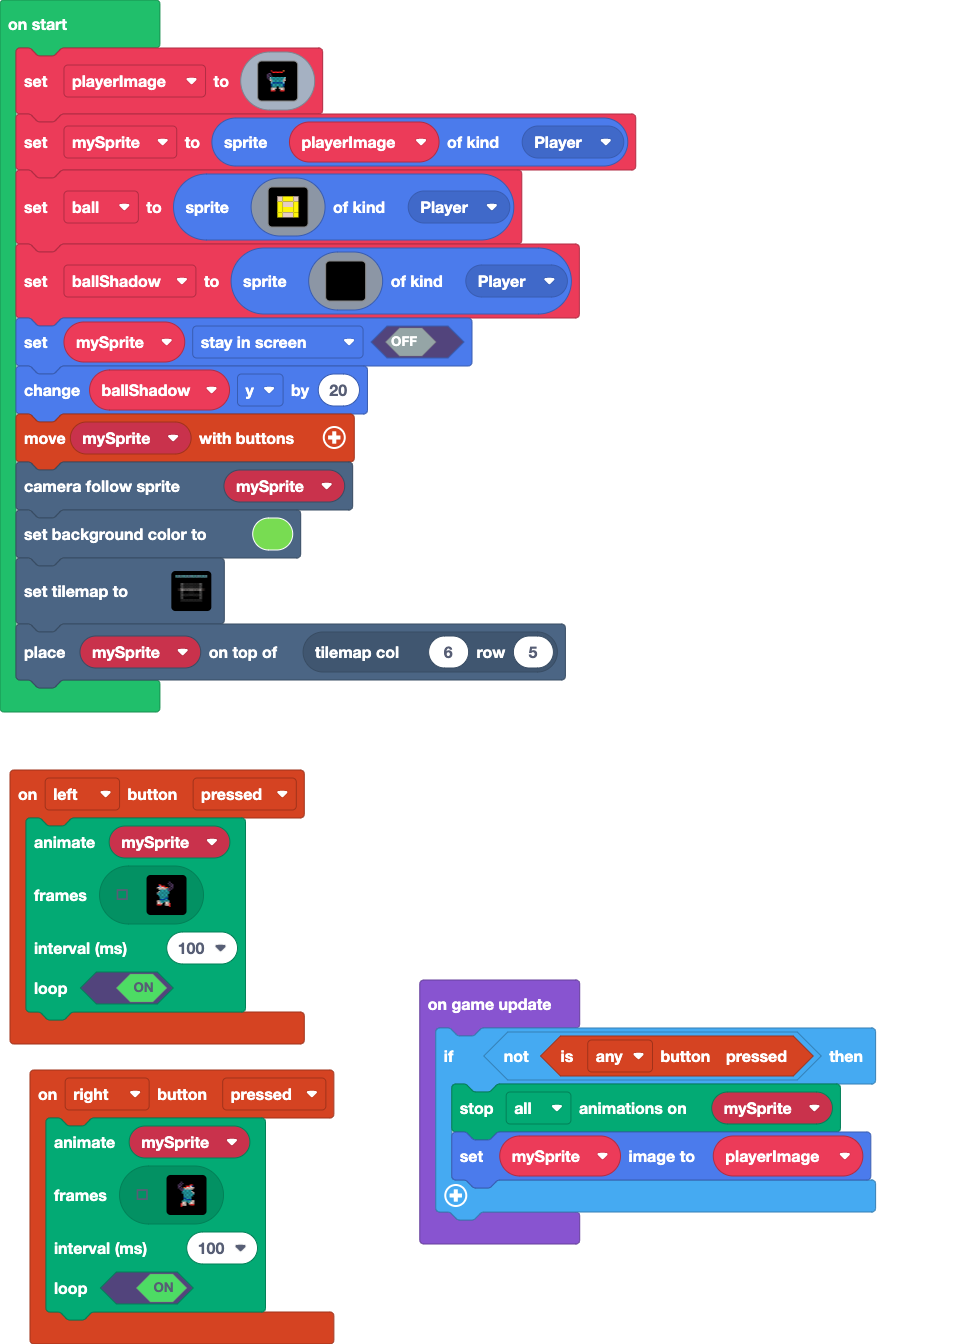 on start
set playerImage to
set mySprite to sprite playerImage of kind Player
set ball to sprite of kind Player
set ballShadow to sprite of kind Player
set mySprite stay in screen OFF
change ballShadow y by 20
move mySprite with buttons
camera follow sprite mySprite
set background color to
set tilemap to
place mySprite on top of tilemap col 6 row 5
on left button pressed
animate mySprite
frames
interval (ms) 100
loop ON
on right button pressed
animate mySprite
frames
interval (ms) 100
loop ON
on game update
if not is any button pressed then
stop all animations on mySprite
set mySprite image to playerImage